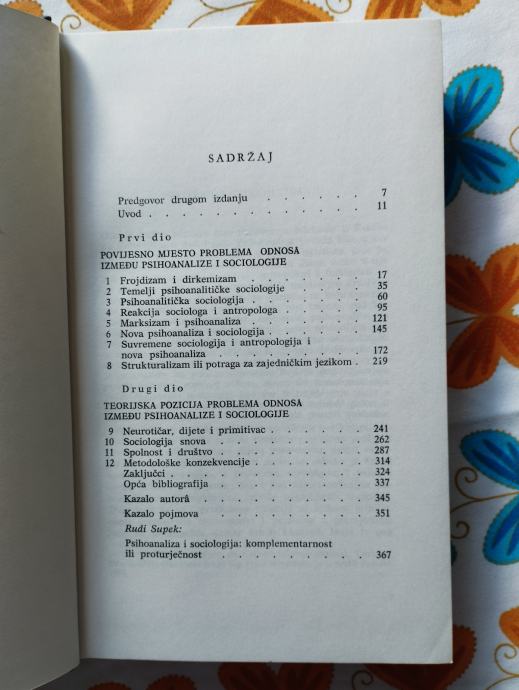 SADRŽAJ
Predgovor drugom izdanju . . . . . . 7
Uvod . . . . . . . . . . . 11
Prvi dio
POVIJESNO MJESTO PROBLEMA ODNOSA
IZMEĐU PSIHOANALIZE I SOCIOLOGIJE
1 Frojdizam i dirkemizam . . . . . . 17
2 Temelji psihoanalitičke sociologije . . . . 35
3 Psihoanalitička sociologija . . . . . . 60
4 Reakcija sociologa i antropologa . . . . 95
5 Marksizam i psihoanaliza . . . . . . 121
6 Nova psihoanaliza i sociologija . . . . . 145
7 Suvremene sociologija i antropologija i
nova psihoanaliza . . . . . . . . 172
8 Strukturalizam ili potraga za zajedničkim jezikom . 219
Drugi dio
TEORIJSKA POZICIJA PROBLEMA ODNOSA
IZMEĐU PSIHOANALIZE I SOCIOLOGIJE
9 Neurotičar, dijete i primitivac . . . . . 241
10 Sociologija snova . . . . . . . . 262
11 Spolnost i društvo . . . . . . . 287
12 Metodološke konzekvencije . . . . . . 314
Zaključci . . . . . . . . . . 324
Opća bibliografija . . . . . . . 337
Kazalo autora . . . . . . . . 345
Kazalo pojmova . . . . . . . . 351
Rudi Supek:
Psihoanaliza i sociologija: komplementarnost
ili proturječnost . . . . . . . . 367